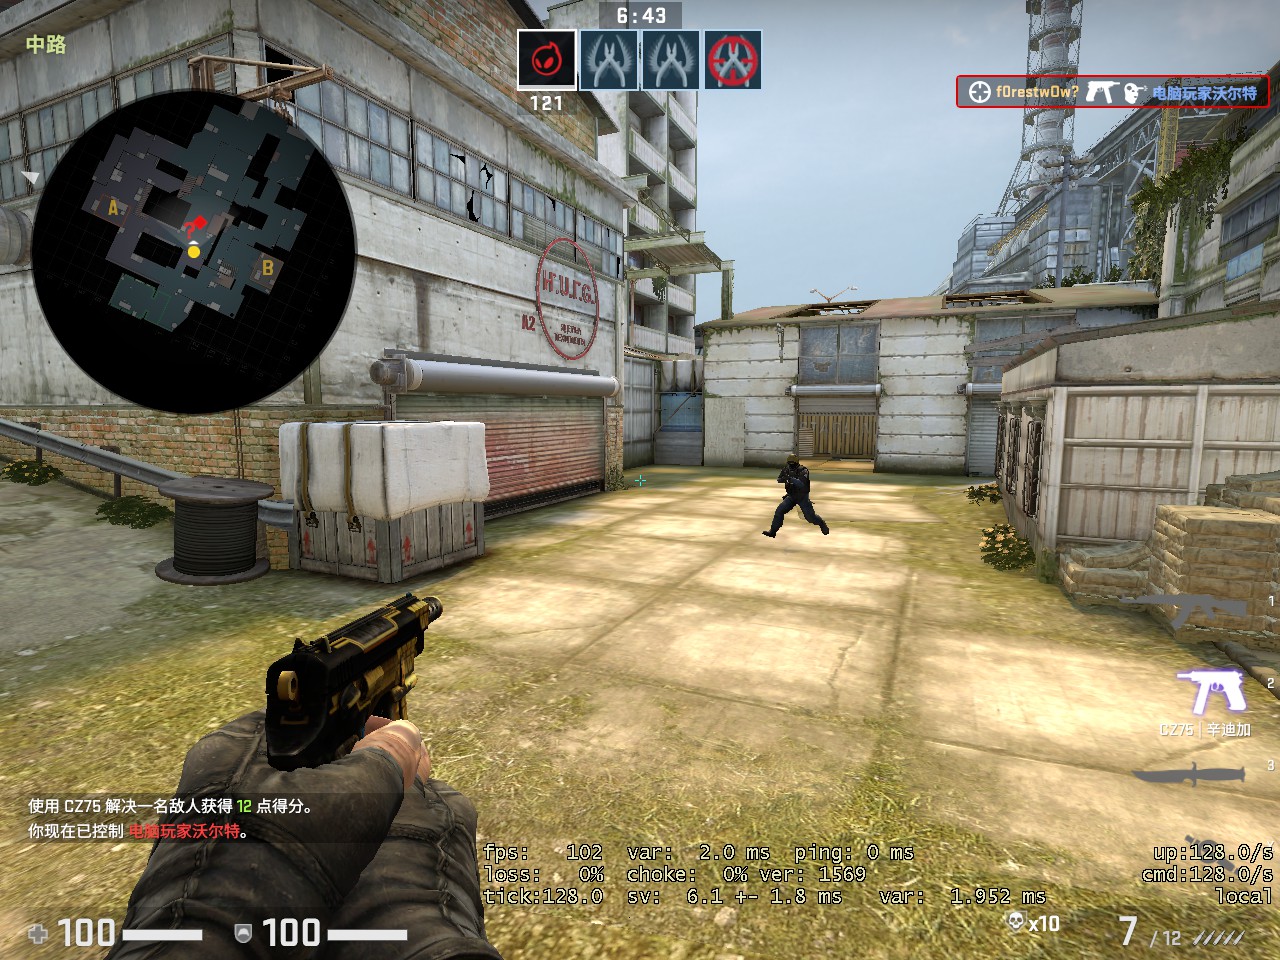 6:43
中路
121
f0restw0w? 电脑玩家沃尔特
A
B
?
H.U.F.G.
A2
1
2
CZ75 | 辛迪加
3
使用 CZ75 解决一名敌人获得 12 点得分。
你现在已控制 电脑玩家沃尔特。
fps: 102 var: 2.0 ms ping: 0 ms
loss: 0% choke: 0% ver: 1569
tick:128.0 sv: 6.1 +- 1.8 ms var: 1.952 ms
up:128.0/s
cmd:128.0/s
local
100 100
x10
7 / 12